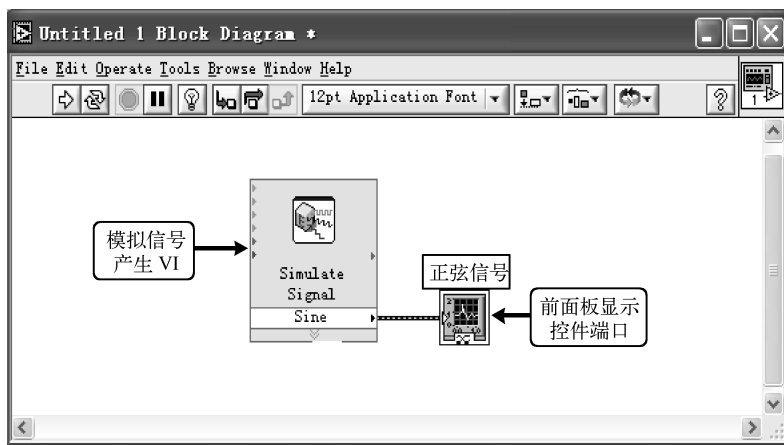 Untitled 1 Block Diagram *
File Edit Operate Tools Browse Window Help
12pt Application Font
?
1
模拟信号
产生 VI
Simulate
Signal
Sine
正弦信号
前面板显示
控件端口